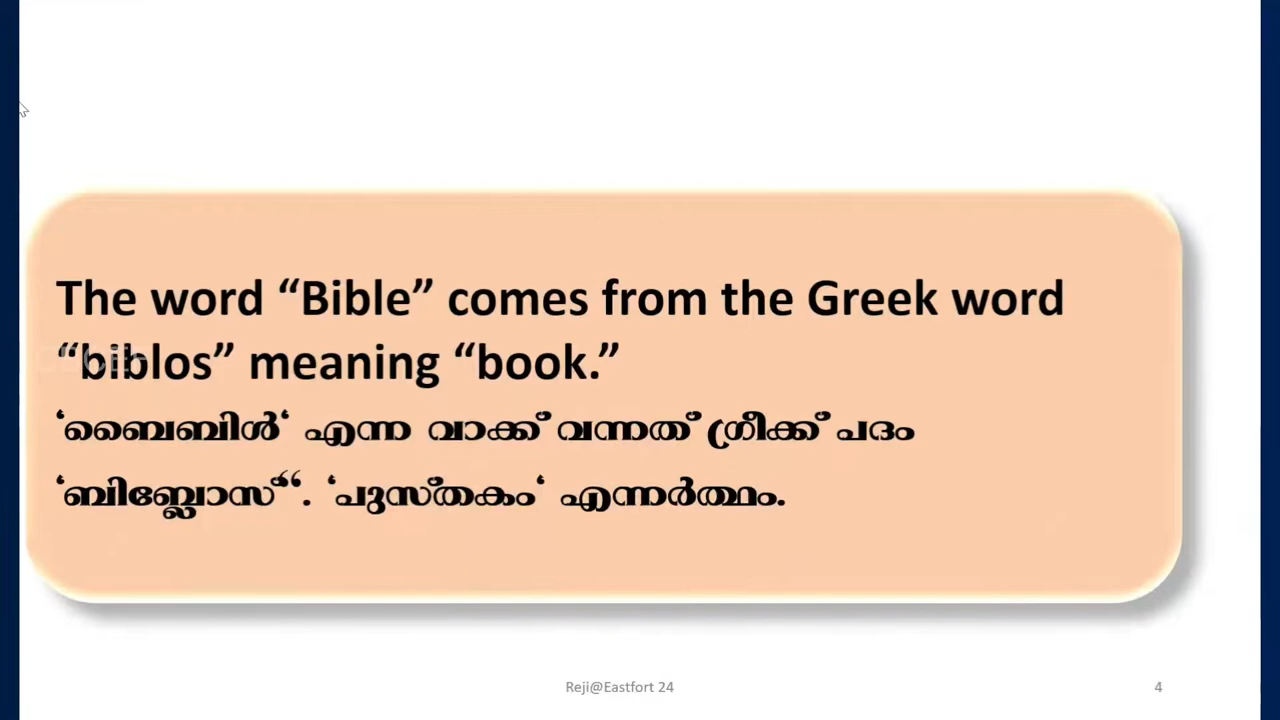 The word “Bible” comes from the Greek word
“biblos” meaning “book.”
‘ബൈബിൾ‘ എന്ന വാക്ക് വന്നത് ഗ്രീക്ക് പദം
‘ബിബ്ലോസ്“. ‘പുസ്തകം‘ എന്നർത്ഥം.
Reji@Eastfort 24
4